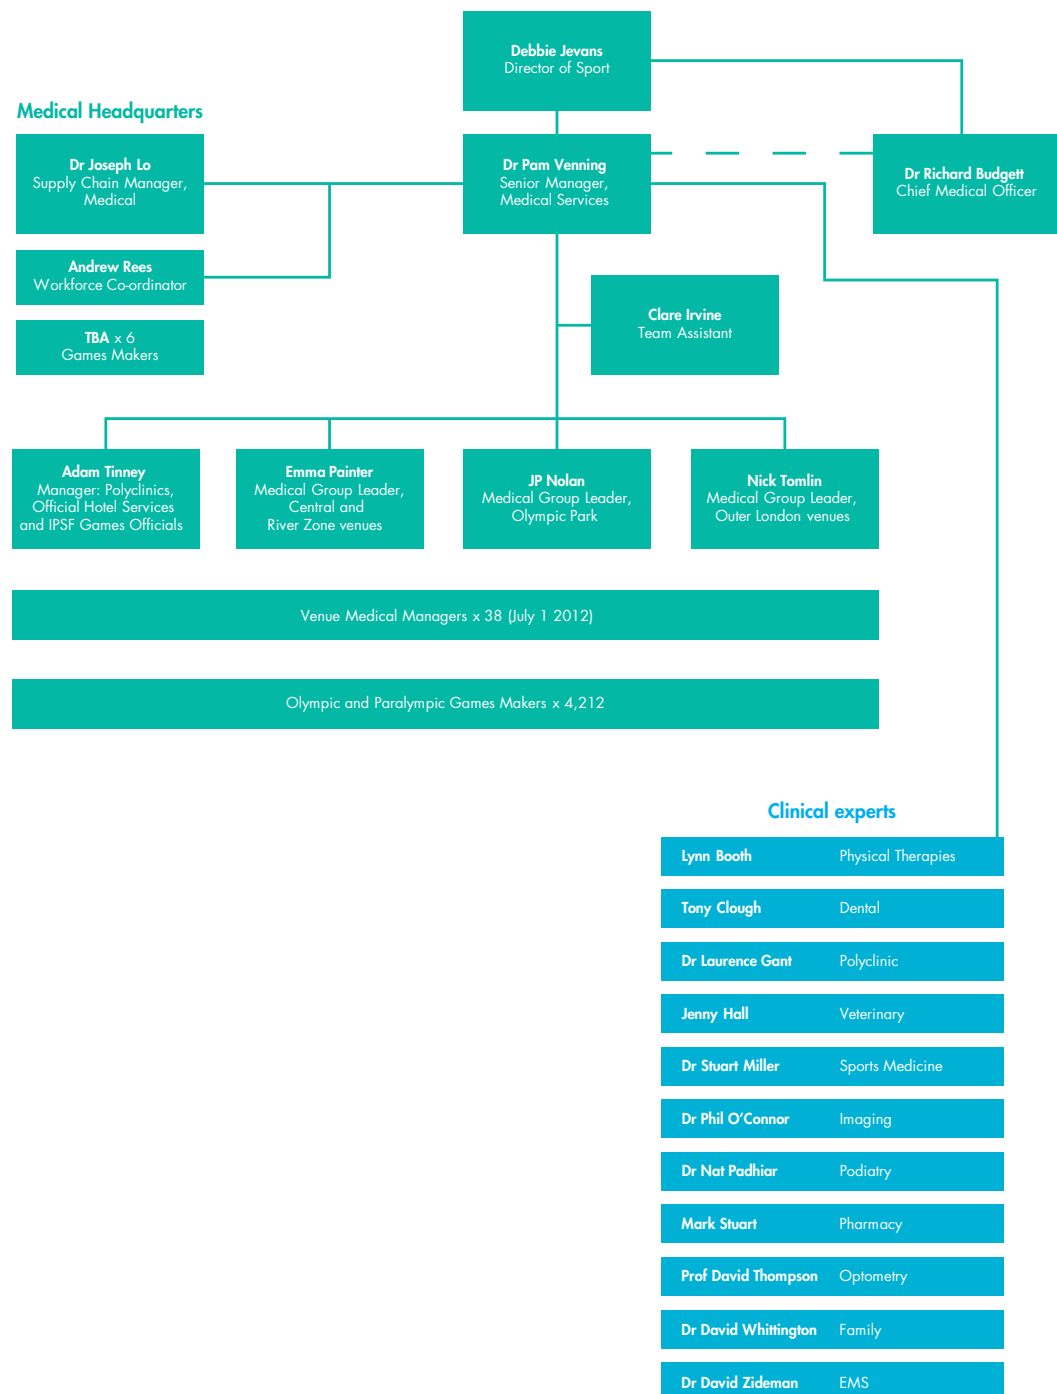 Debbie Jevans
Director of Sport
Medical Headquarters
Dr Joseph Lo
Supply Chain Manager,
Medical
Dr Pam Venning
Senior Manager,
Medical Services
Dr Richard Budgett
Chief Medical Officer
Andrew Rees
Workforce Co-ordinator
Clare Irvine
Team Assistant
TBA x 6
Games Makers
Adam Tinney
Manager: Polyclinics,
Official Hotel Services
and IPSF Games Officials
Emma Painter
Medical Group Leader,
Central and
River Zone venues
JP Nolan
Medical Group Leader,
Olympic Park
Nick Tomlin
Medical Group Leader,
Outer London venues
Venue Medical Managers x 38 (July 1 2012)
Olympic and Paralympic Games Makers x 4,212
Clinical experts
Lynn Booth Physical Therapies
Tony Clough Dental
Dr Laurence Gant Polyclinic
Jenny Hall Veterinary
Dr Stuart Miller Sports Medicine
Dr Phil O’Connor Imaging
Dr Nat Padhiar Podiatry
Mark Stuart Pharmacy
Prof David Thompson Optometry
Dr David Whittington Family
Dr David Zideman EMS